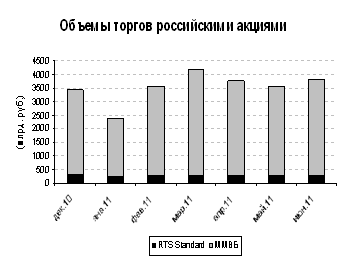 Объемы торгов российскими акциями
(млрд. руб)
4500
4000
3500
3000
2500
2000
1500
1000
500
0
дек.10
янв.11
фев.11
мар.11
апр.11
май.11
июн.11
RTS Standard ММВБ